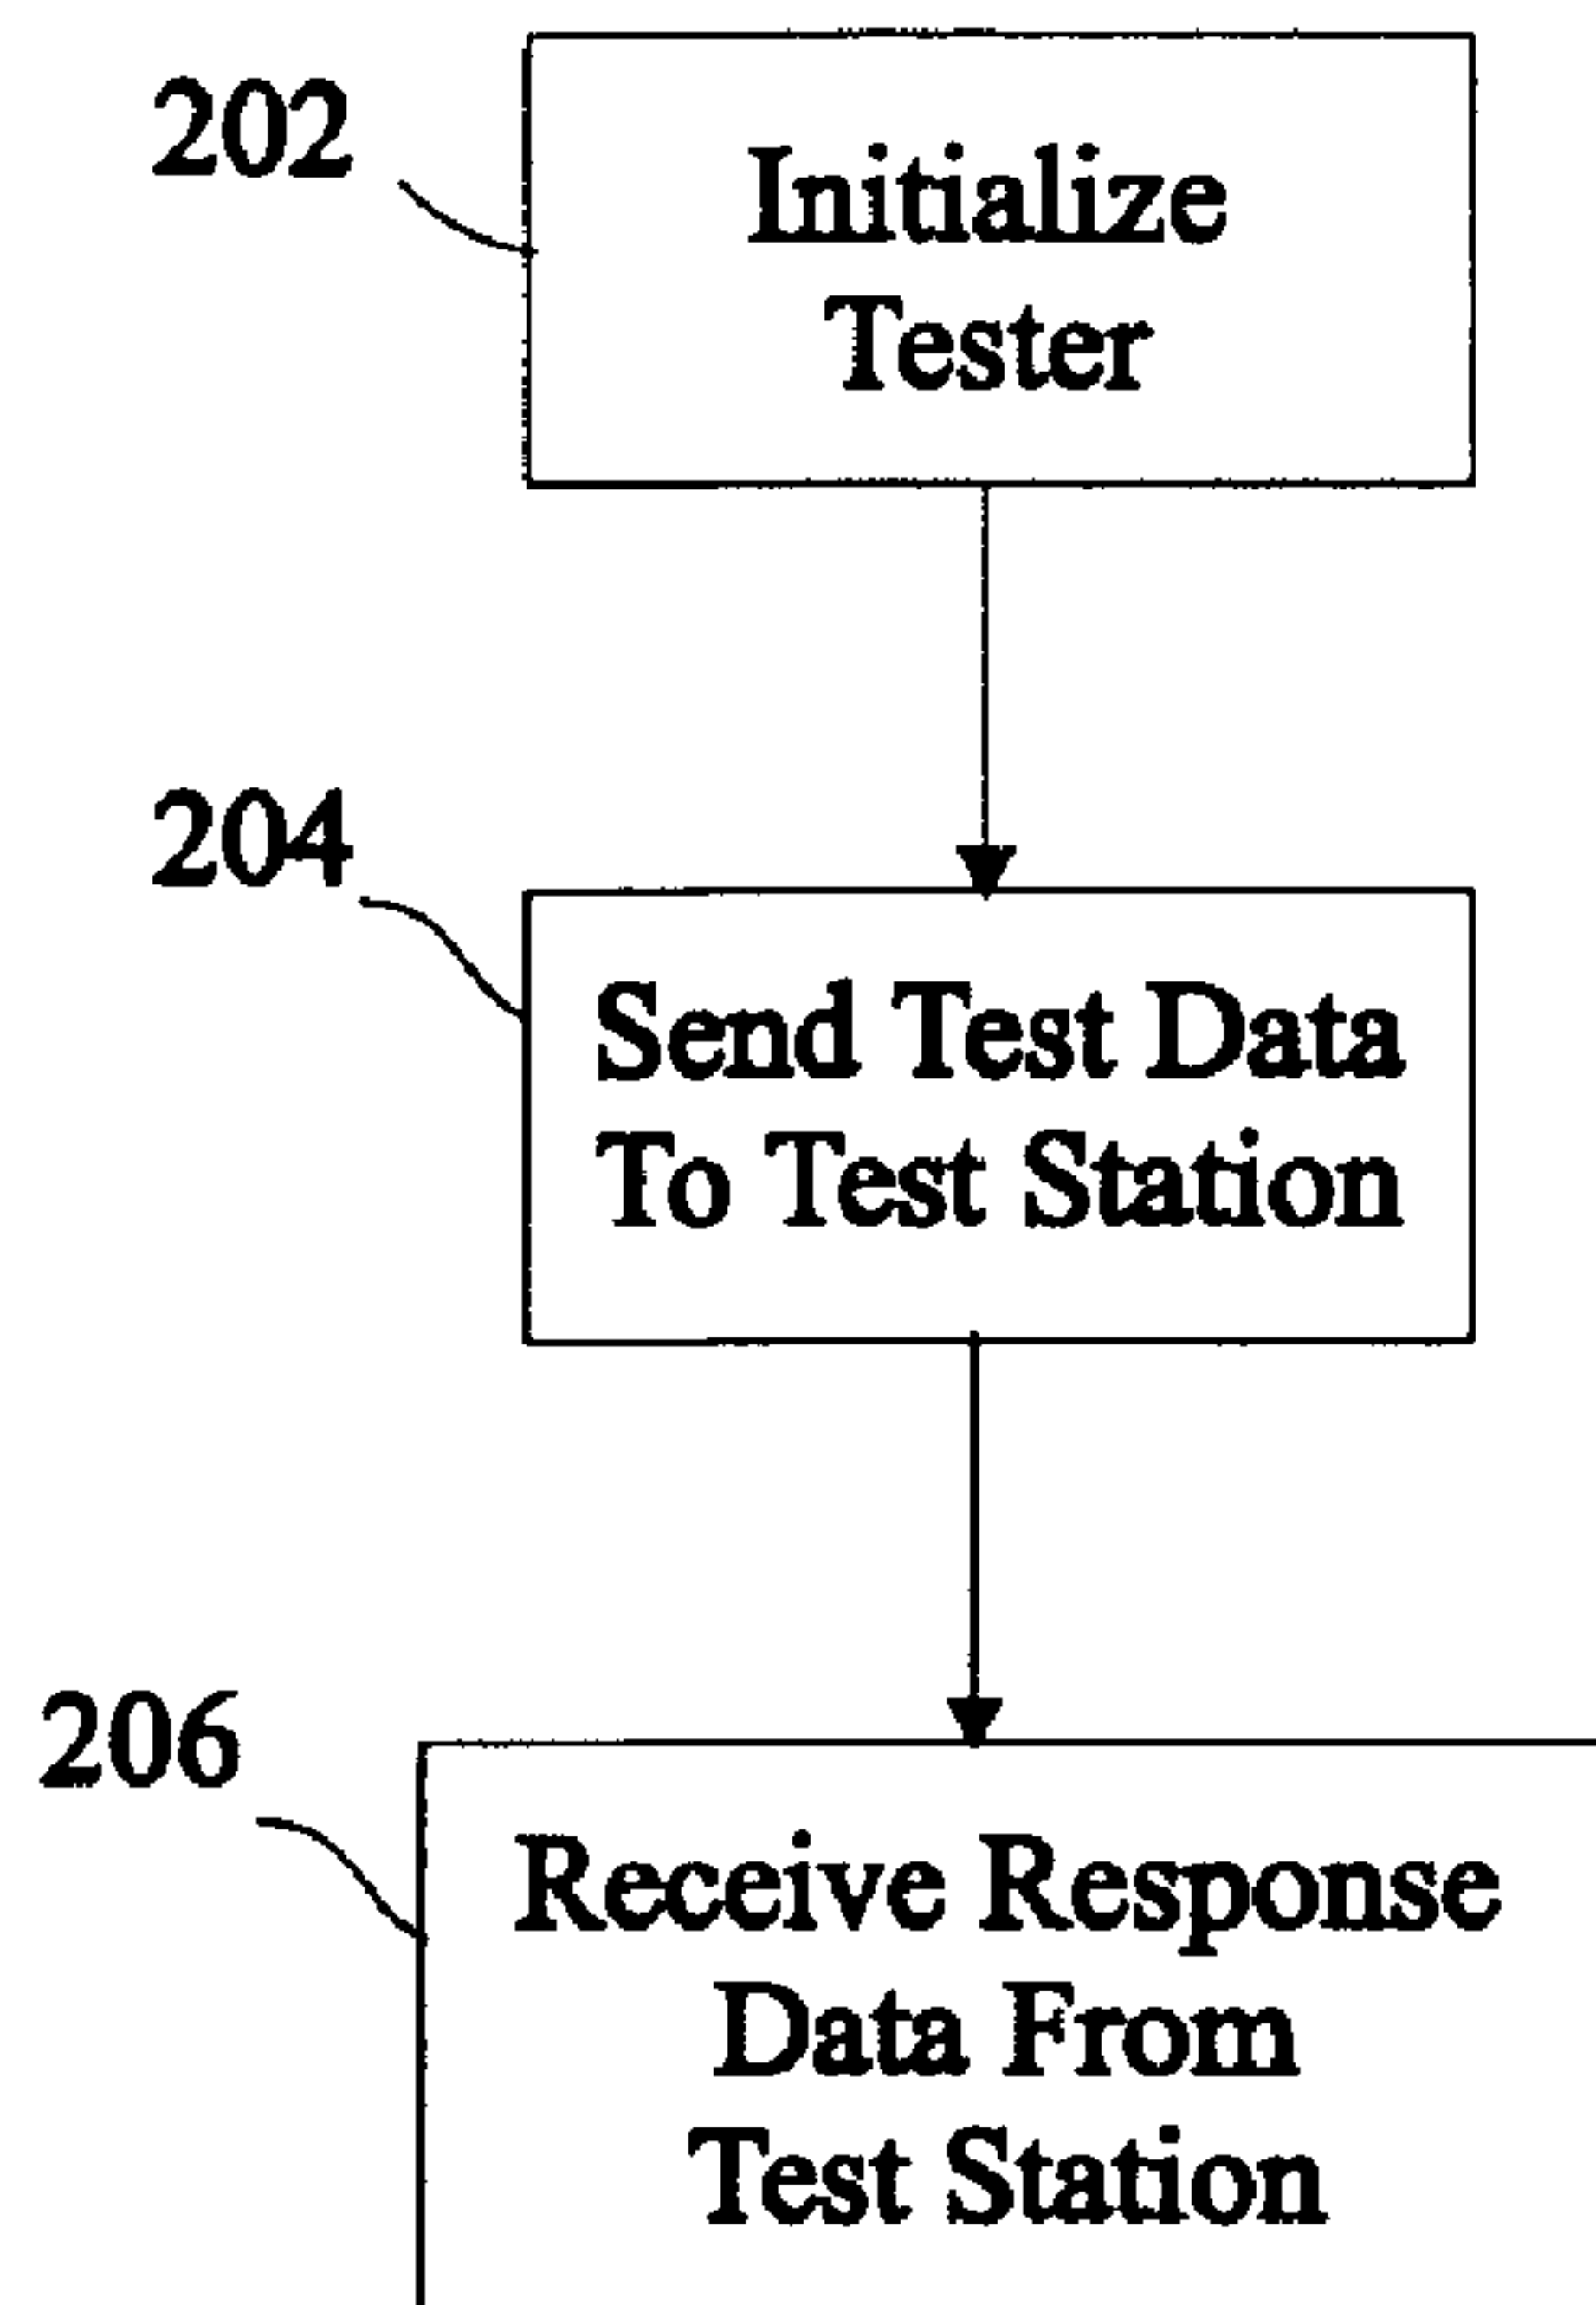 202
Initialize
Tester
204
Send Test Data
To Test Station
206
Receive Response
Data From
Test Station